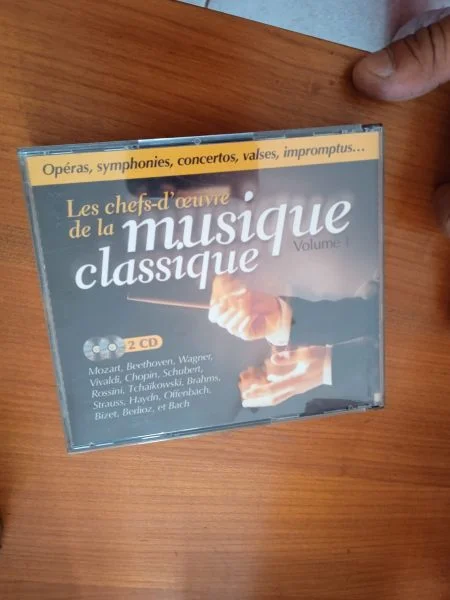 Opéras, symphonies, concertos, valses, impromptus...
Les chefs-d'œuvre
de la musique
classique
Volume 1
2 CD
Mozart, Beethoven, Wagner,
Vivaldi, Chopin, Schubert,
Rossini, Tchaïkowski, Brahms,
Strauss, Haydn, Offenbach,
Bizet, Berlioz, et Bach